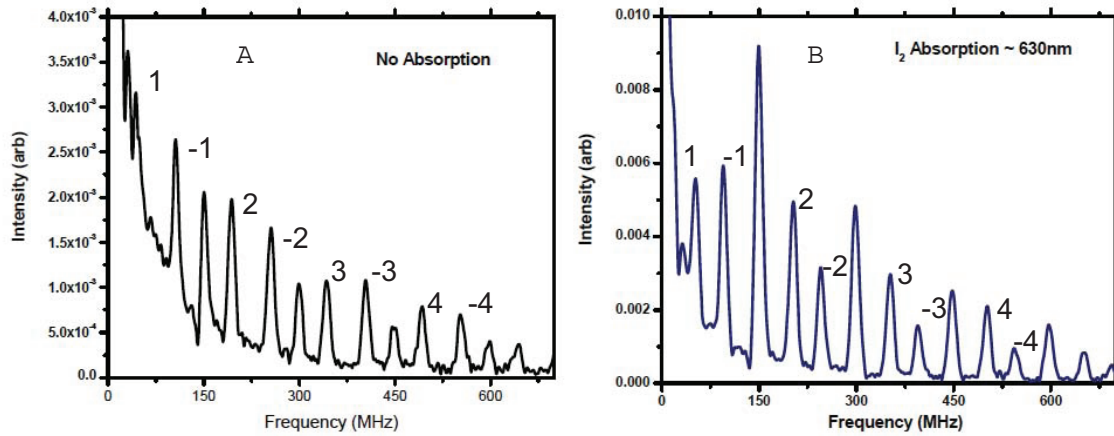 4.0x10⁻³
3.5x10⁻³
3.0x10⁻³
2.5x10⁻³
2.0x10⁻³
1.5x10⁻³
1.0x10⁻³
5.0x10⁻⁴
0.0
Intensity (arb)
A
No Absorption
1
-1
2
-2
3
-3
4
-4
0 150 300 450 600
Frequency (MHz)
0.010
0.008
0.006
0.004
0.002
0.000
Intensity (arb)
B
I₂ Absorption ~ 630nm
1
-1
2
-2
3
-3
4
-4
0 150 300 450 600
Frequency (MHz)